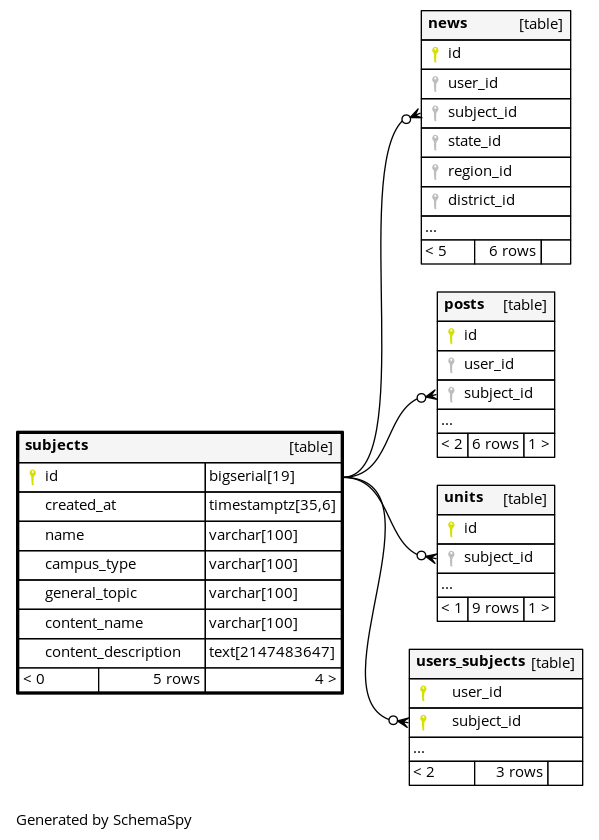 news [table]
id
user_id
subject_id
state_id
region_id
district_id
...
< 5 6 rows
posts [table]
id
user_id
subject_id
...
< 2 6 rows 1 >
subjects [table]
id bigserial[19]
created_at timestamptz[35,6]
name varchar[100]
campus_type varchar[100]
general_topic varchar[100]
content_name varchar[100]
content_description text[2147483647]
< 0 5 rows 4 >
units [table]
id
subject_id
...
< 1 9 rows 1 >
users_subjects [table]
user_id
subject_id
...
< 2 3 rows
Generated by SchemaSpy